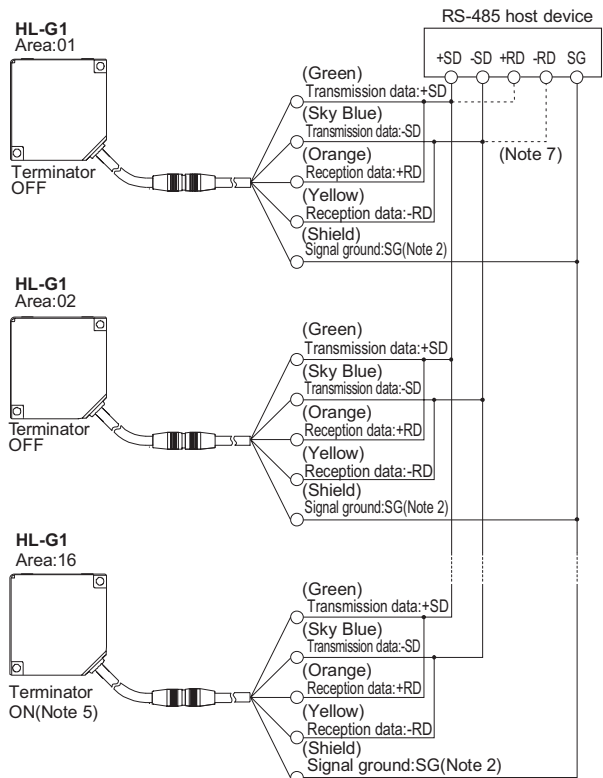 RS-485 host device
+SD -SD +RD -RD SG
HL-G1
Area:01
Terminator
OFF
(Green)
Transmission data:+SD
(Sky Blue)
Transmission data:-SD
(Orange)
Reception data:+RD
(Yellow)
Reception data:-RD
(Shield)
Signal ground:SG(Note 2)
(Note 7)
HL-G1
Area:02
Terminator
OFF
(Green)
Transmission data:+SD
(Sky Blue)
Transmission data:-SD
(Orange)
Reception data:+RD
(Yellow)
Reception data:-RD
(Shield)
Signal ground:SG(Note 2)
HL-G1
Area:16
Terminator
ON(Note 5)
(Green)
Transmission data:+SD
(Sky Blue)
Transmission data:-SD
(Orange)
Reception data:+RD
(Yellow)
Reception data:-RD
(Shield)
Signal ground:SG(Note 2)